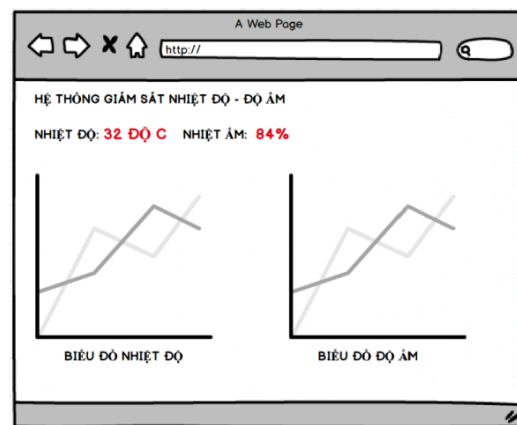 A Web Page
http://
HỆ THỐNG GIÁM SÁT NHIỆT ĐỘ - ĐỘ ẨM
NHIỆT ĐỘ: 32 ĐỘ C NHIỆT ẨM: 84%
BIỂU ĐỒ NHIỆT ĐỘ BIỂU ĐỒ ĐỘ ẨM